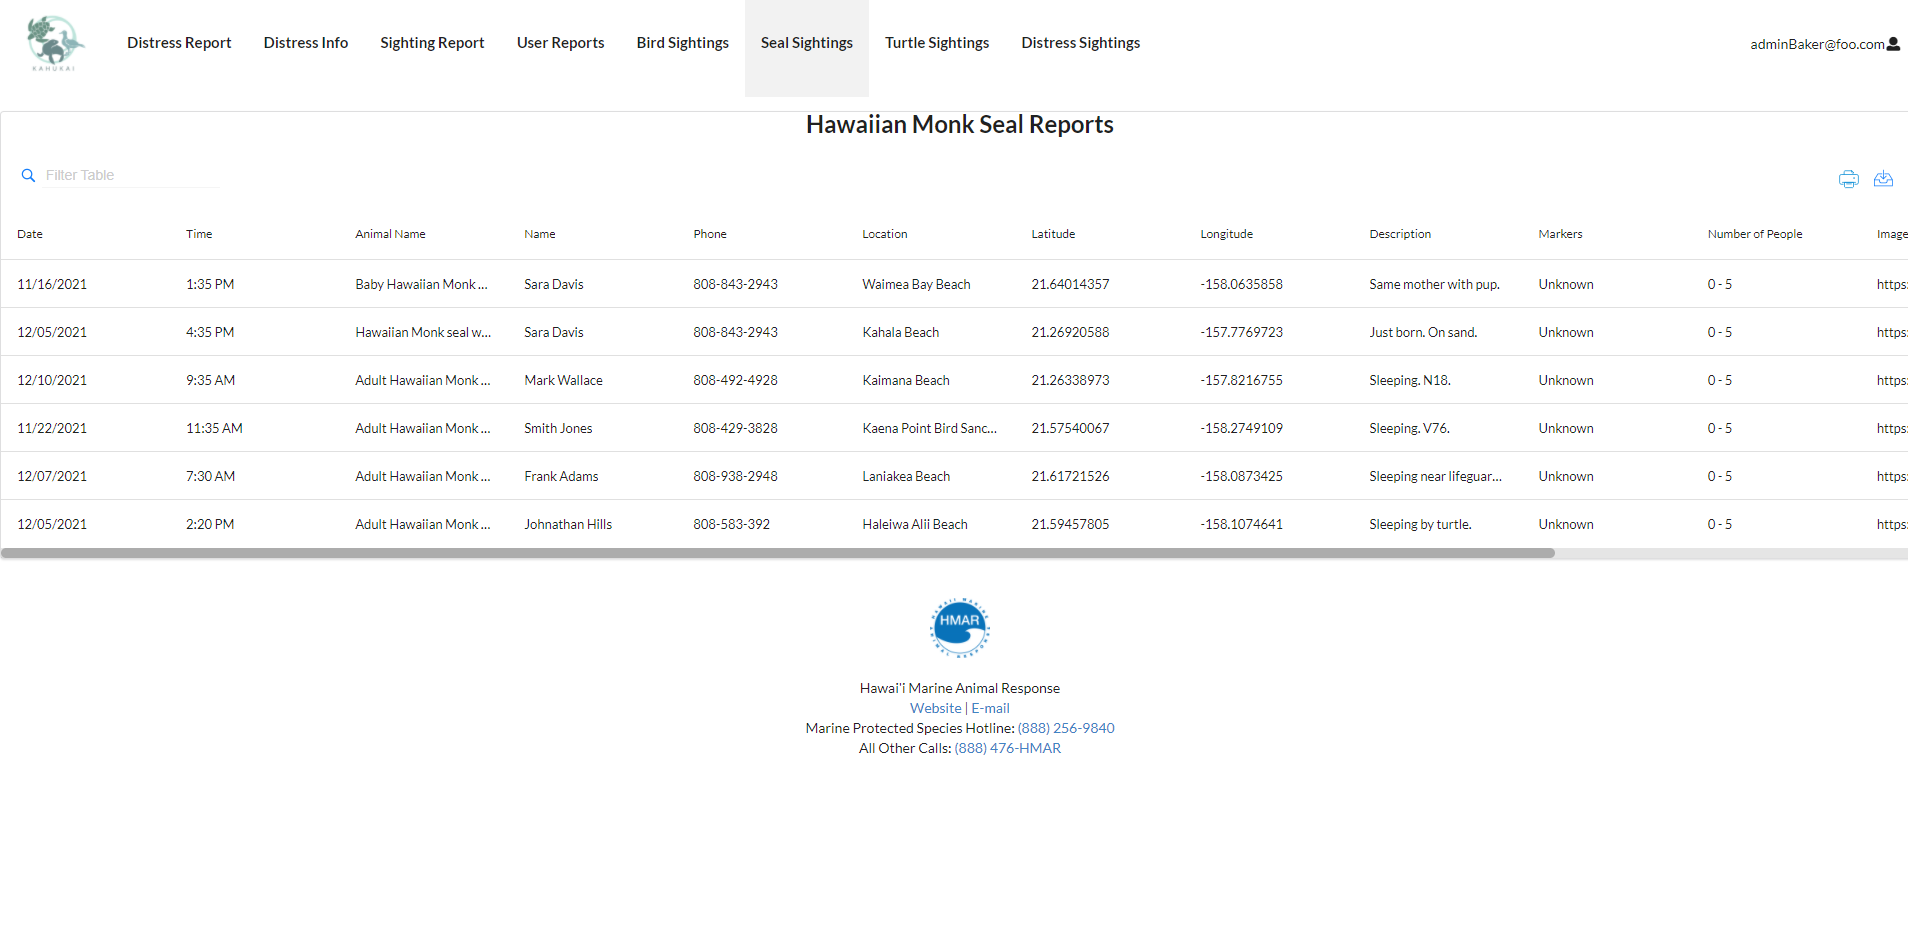 KAHUKAI
Distress Report Distress Info Sighting Report User Reports Bird Sightings Seal Sightings Turtle Sightings Distress Sightings adminBaker@foo.com
Hawaiian Monk Seal Reports
Filter Table
Date Time Animal Name Name Phone Location Latitude Longitude Description Markers Number of People Image
11/16/2021 1:35 PM Baby Hawaiian Monk ... Sara Davis 808-843-2943 Waimea Bay Beach 21.64014357 -158.0635858 Same mother with pup. Unknown 0 - 5 https:
12/05/2021 4:35 PM Hawaiian Monk seal w... Sara Davis 808-843-2943 Kahala Beach 21.26920588 -157.7769723 Just born. On sand. Unknown 0 - 5 https:
12/10/2021 9:35 AM Adult Hawaiian Monk ... Mark Wallace 808-492-4928 Kaimana Beach 21.26338973 -157.8216755 Sleeping. N18. Unknown 0 - 5 https:
11/22/2021 11:35 AM Adult Hawaiian Monk ... Smith Jones 808-429-3828 Kaena Point Bird Sanc... 21.57540067 -158.2749109 Sleeping. V76. Unknown 0 - 5 https:
12/07/2021 7:30 AM Adult Hawaiian Monk ... Frank Adams 808-938-2948 Laniakea Beach 21.61721526 -158.0873425 Sleeping near lifeguar... Unknown 0 - 5 https:
12/05/2021 2:20 PM Adult Hawaiian Monk ... Johnathan Hills 808-583-392 Haleiwa Alii Beach 21.59457805 -158.1074641 Sleeping by turtle. Unknown 0 - 5 https:
HAWAII MARINE
HMAR
ANIMAL RESPONSE
Hawai'i Marine Animal Response
Website | E-mail
Marine Protected Species Hotline: (888) 256-9840
All Other Calls: (888) 476-HMAR